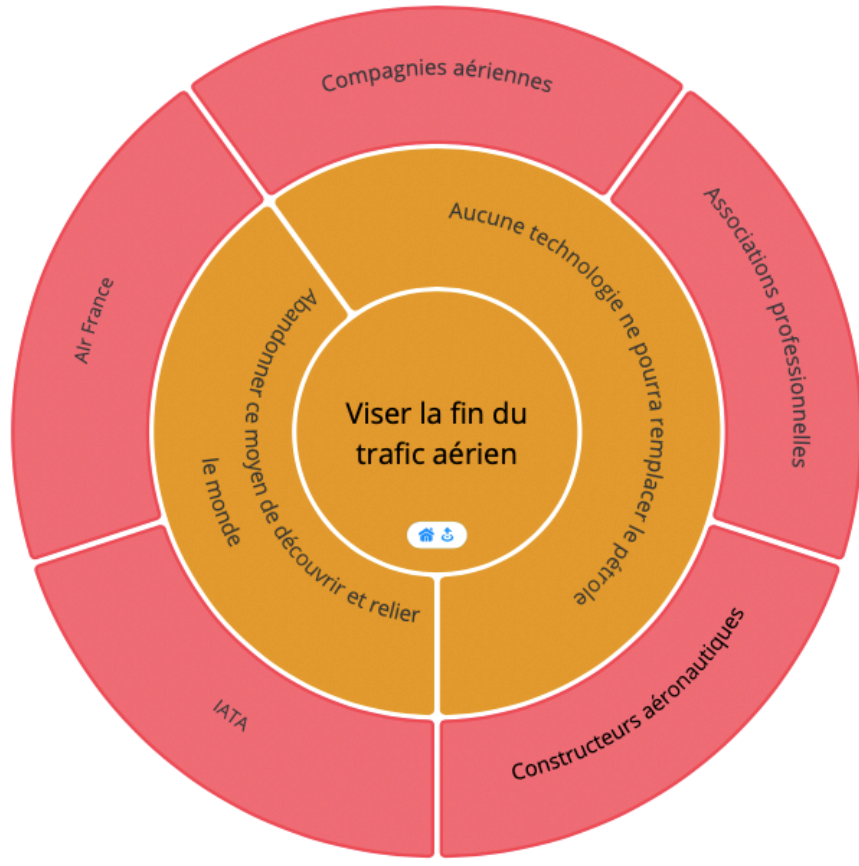 Compagnies aériennes
Associations professionnelles
Constructeurs aéronautiques
IATA
AIr France
Aucune technologie ne pourra remplacer le pétrole
Abandonner ce moyen de découvrir et relier
le monde
Viser la fin du
trafic aérien